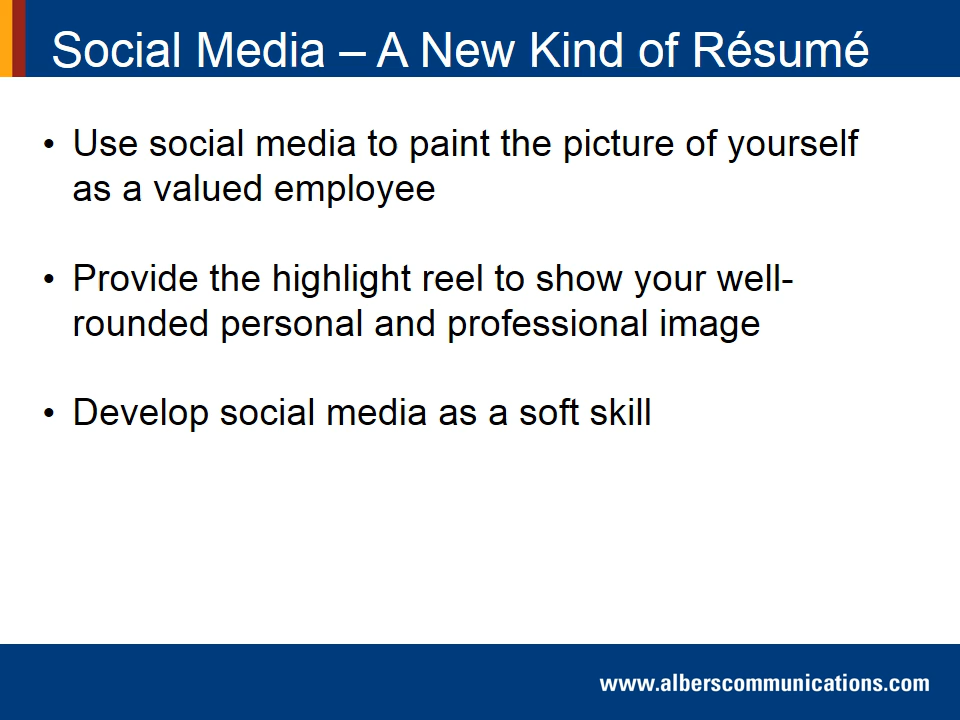 Social Media – A New Kind of Résumé
• Use social media to paint the picture of yourself
as a valued employee
• Provide the highlight reel to show your well-
rounded personal and professional image
• Develop social media as a soft skill
www.alberscommunications.com